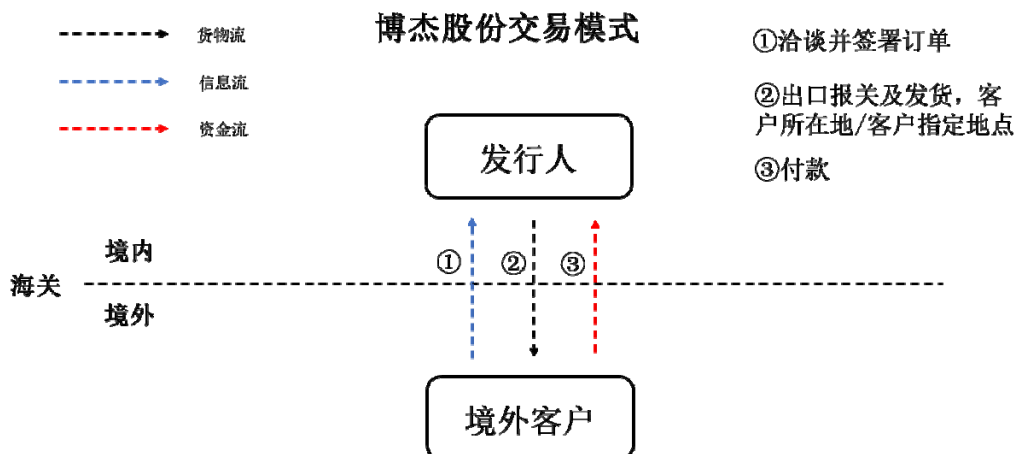 博杰股份交易模式
货物流
信息流
资金流
①洽谈并签署订单
②出口报关及发货，客
户所在地/客户指定地点
③付款
发行人
境内
①
②
③
海关
境外
境外客户